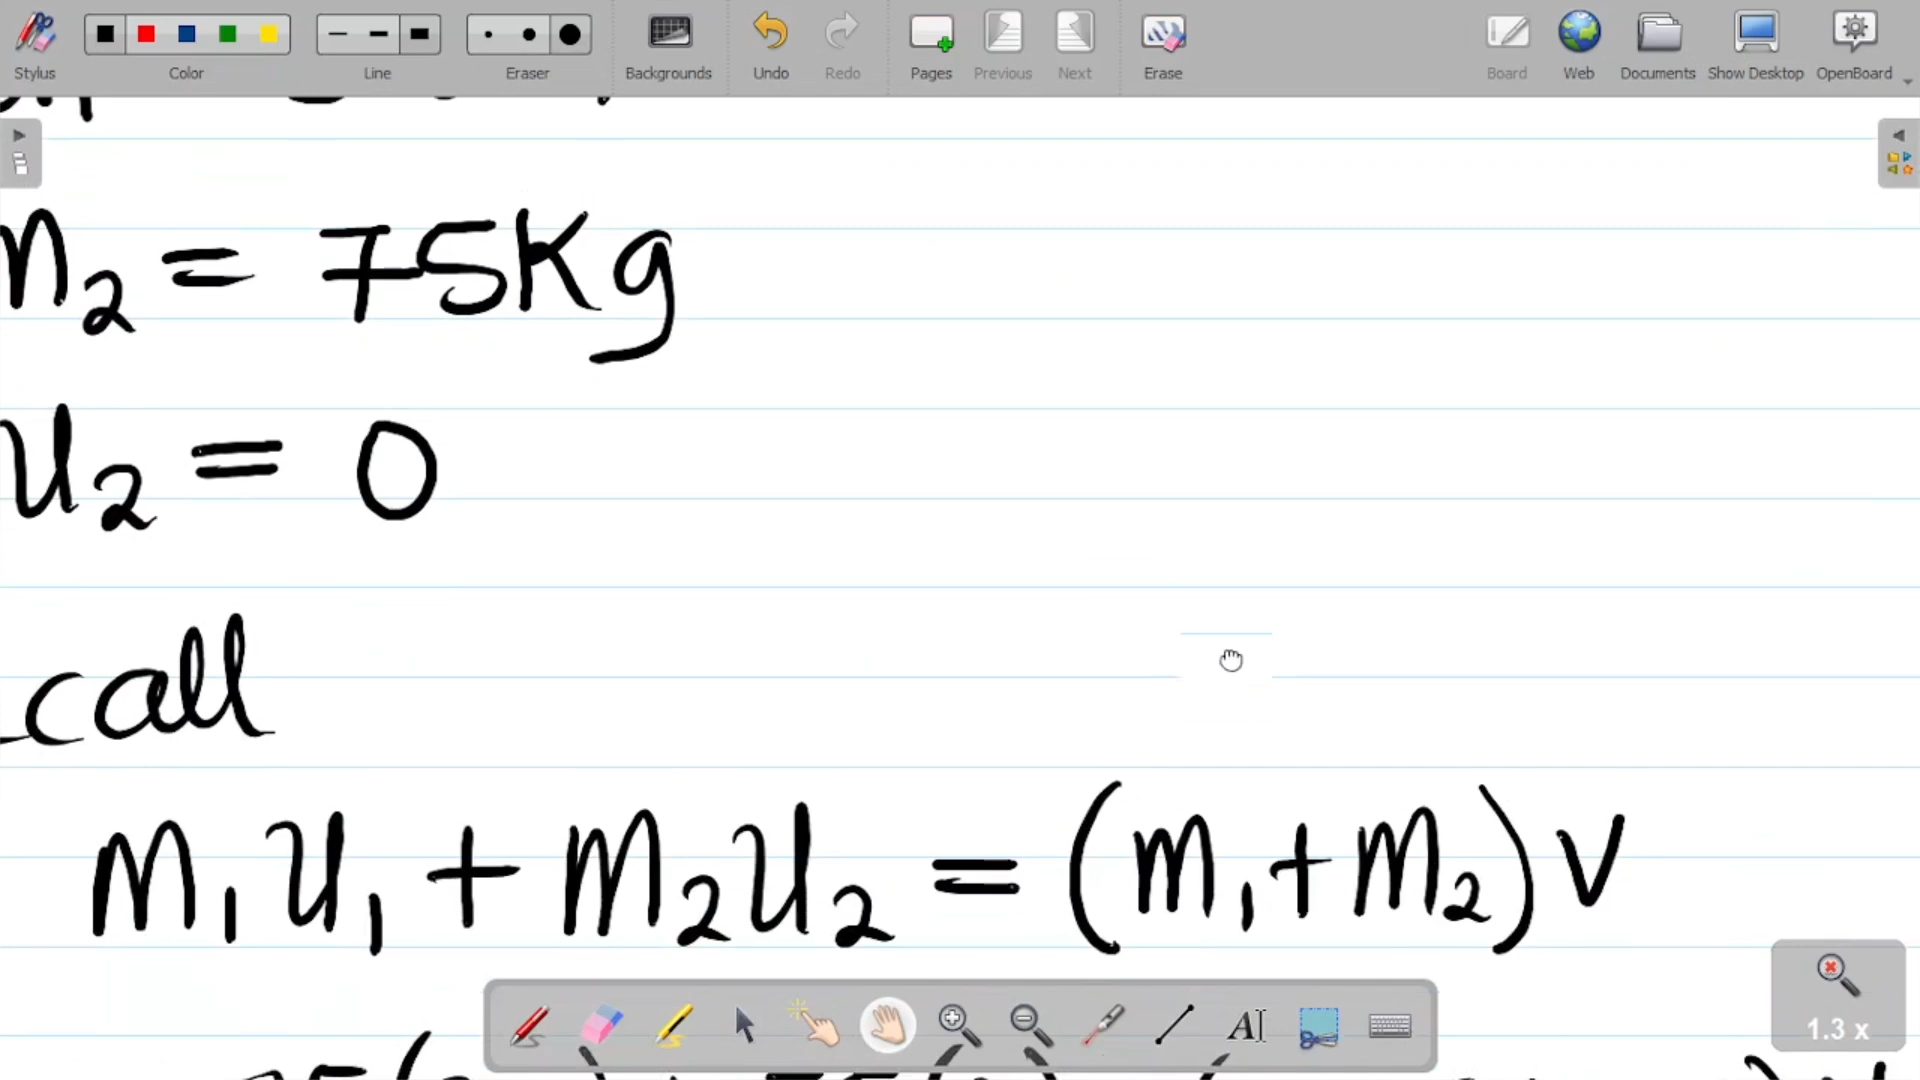 Stylus Color Line Eraser Backgrounds Undo Redo Pages Previous Next Erase Board Web Documents Show Desktop OpenBoard
m₂ = 75Kg
u₂ = 0
call
M₁U₁ + M₂U₂ = (m₁+m₂)V
1.3 x